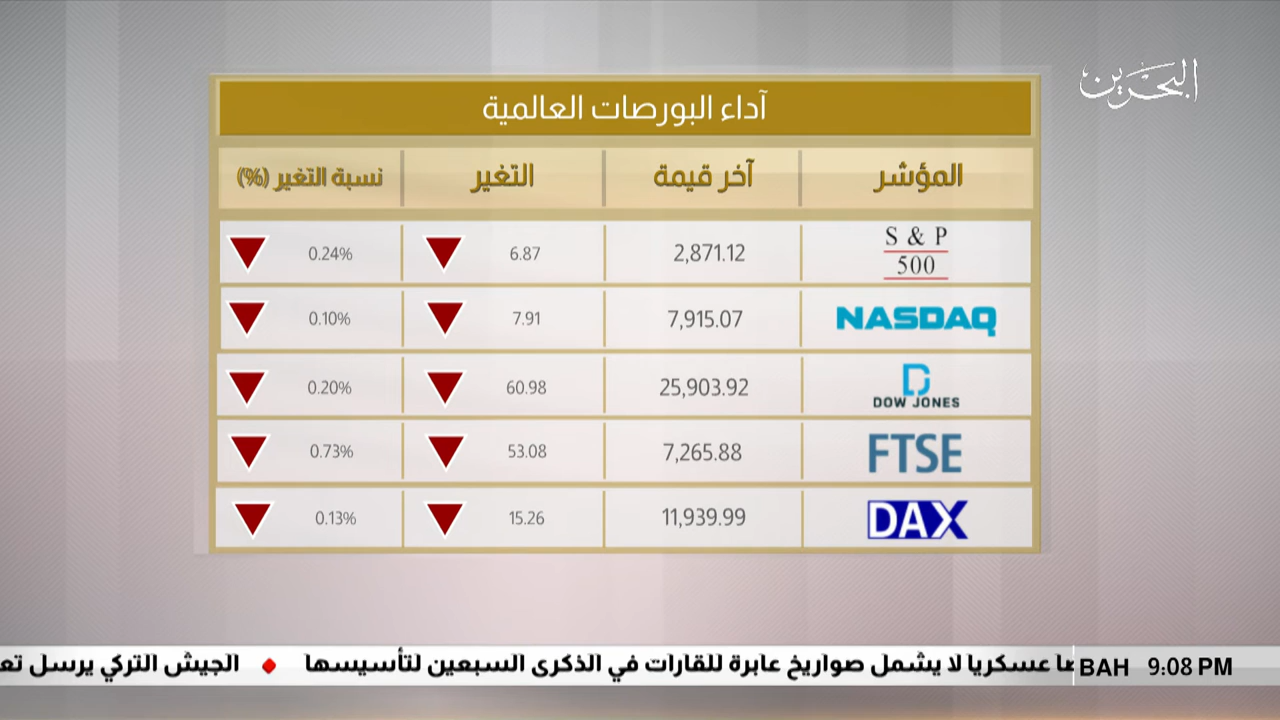 البحرين
آداء البورصات العالمية
المؤشر آخر قيمة التغير نسبة التغير (%)
S & P 500 2,871.12 6.87 0.24%
NASDAQ 7,915.07 7.91 0.10%
DOW JONES 25,903.92 60.98 0.20%
FTSE 7,265.88 53.08 0.73%
DAX 11,939.99 15.26 0.13%
عسكريا لا يشمل صواريخ عابرة للقارات في الذكرى السبعين لتأسيسها ♦ الجيش التركي يرسل
BAH 9:08 PM